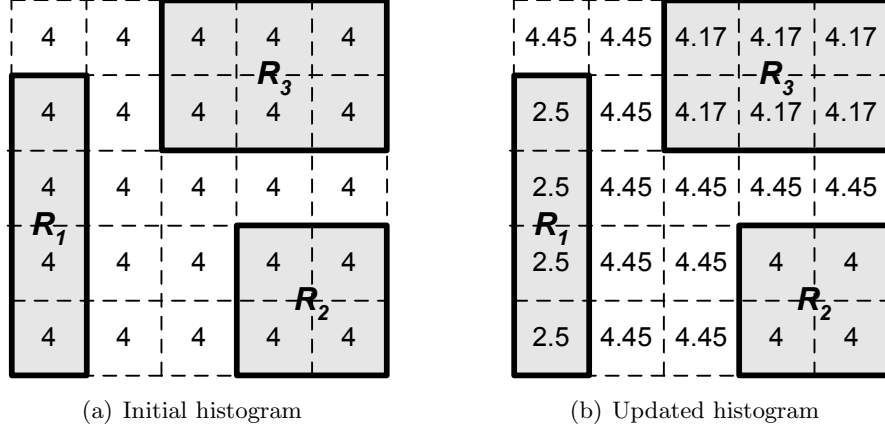 4 4 4 4 4 4.45 4.45 4.17 4.17 4.17
R3 R3
4 4 4 4 4 2.5 4.45 4.17 4.17 4.17
4 4 4 4 4 2.5 4.45 4.45 4.45 4.45
R1 R1
4 4 4 4 4 2.5 4.45 4.45 4 4
R2 R2
4 4 4 4 4 2.5 4.45 4.45 4 4
(a) Initial histogram (b) Updated histogram